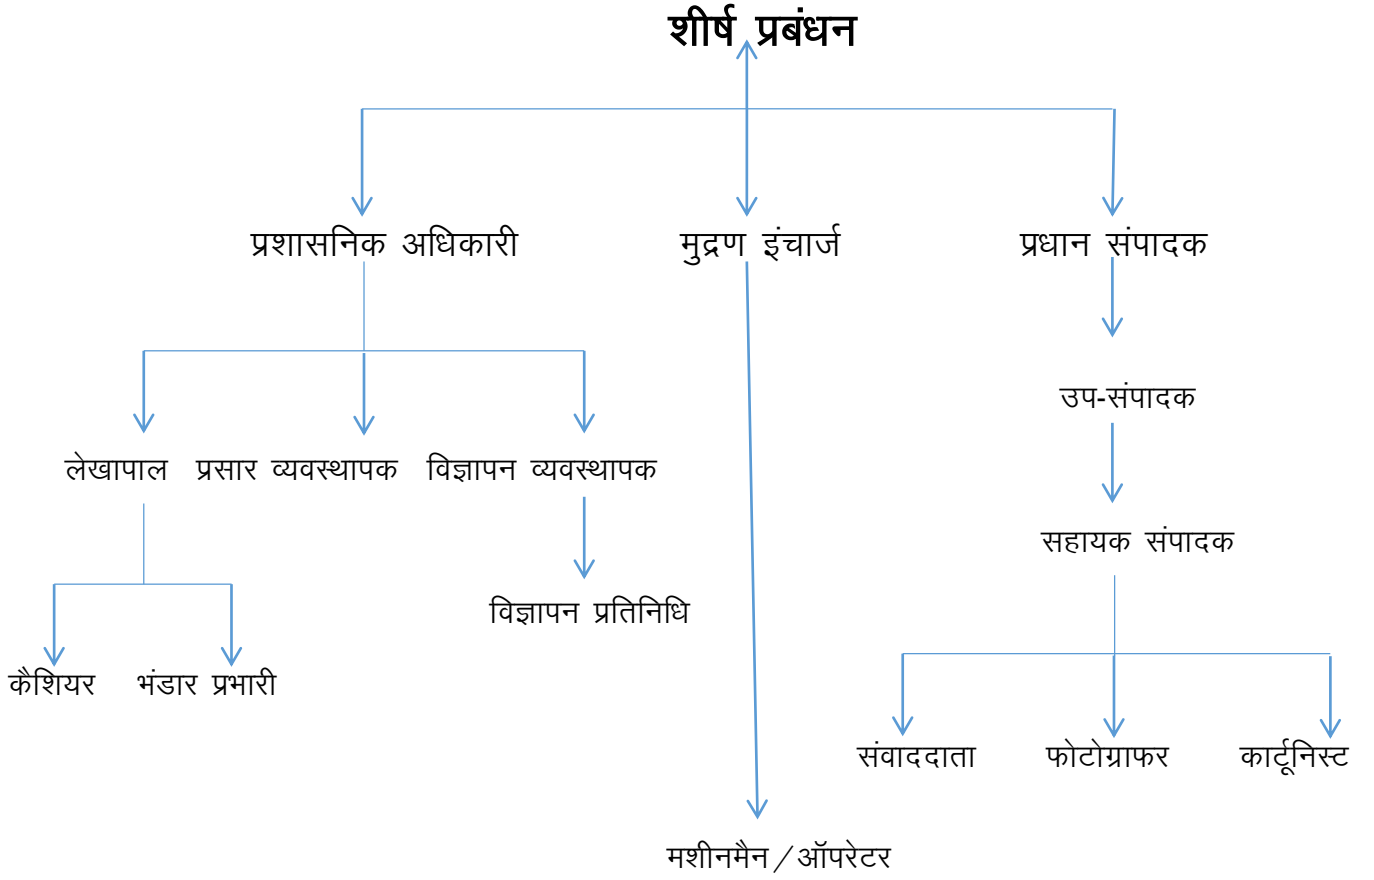 शीर्ष प्रबंधन
प्रशासनिक अधिकारी मुद्रण इंचार्ज प्रधान संपादक
उप-संपादक
लेखापाल प्रसार व्यवस्थापक विज्ञापन व्यवस्थापक
सहायक संपादक
विज्ञापन प्रतिनिधि
कैशियर भंडार प्रभारी
संवाददाता फोटोग्राफर कार्टूनिस्ट
मशीनमैन/ऑपरेटर